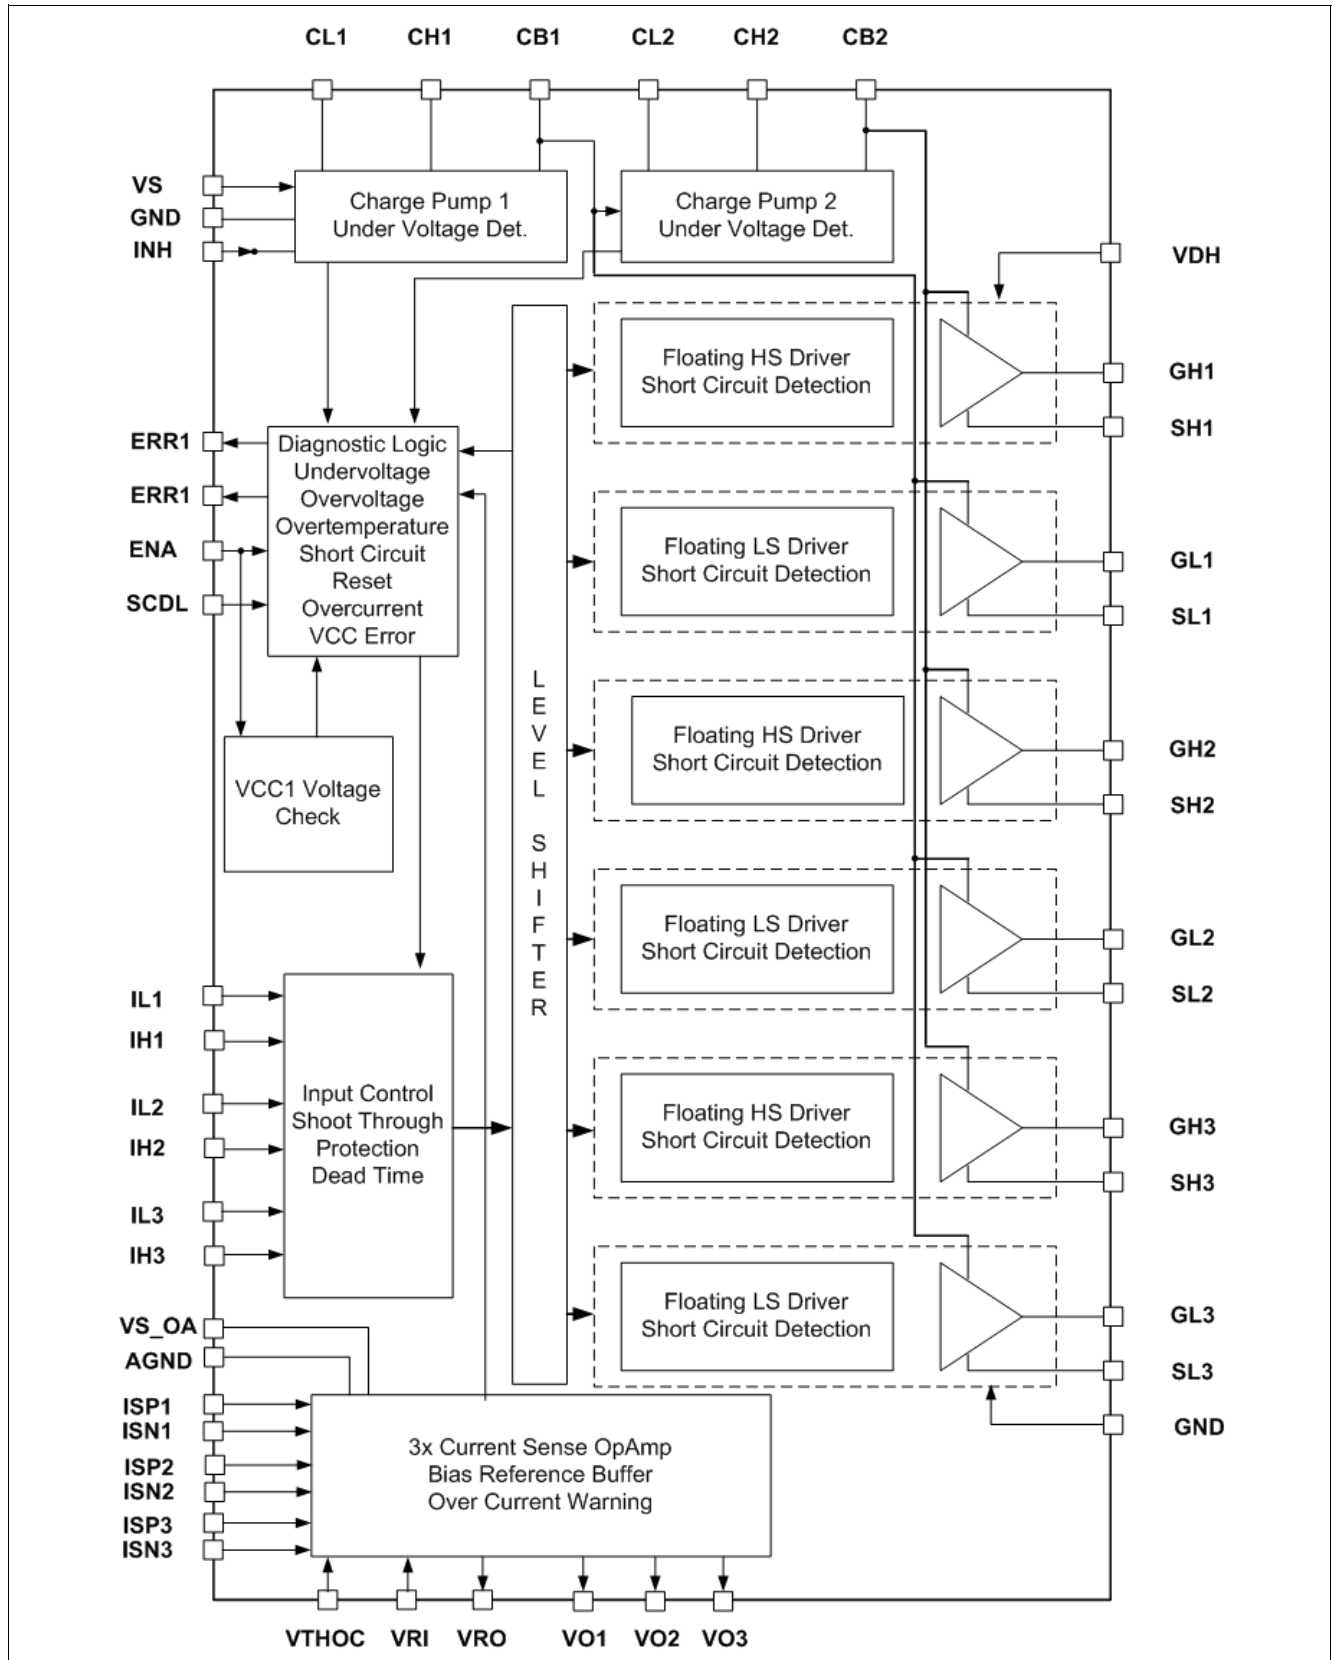 CL1 CH1 CB1 CL2 CH2 CB2
VS
GND
INH
Charge Pump 1
Under Voltage Det.
Charge Pump 2
Under Voltage Det.
VDH
Floating HS Driver
Short Circuit Detection
GH1
SH1
ERR1
ERR1
ENA
SCDL
Diagnostic Logic
Undervoltage
Overvoltage
Overtemperature
Short Circuit
Reset
Overcurrent
VCC Error
Floating LS Driver
Short Circuit Detection
GL1
SL1
LEVEL SHIFTER
VCC1 Voltage
Check
Floating HS Driver
Short Circuit Detection
GH2
SH2
Floating LS Driver
Short Circuit Detection
GL2
SL2
IL1
IH1
IL2
IH2
IL3
IH3
Input Control
Shoot Through
Protection
Dead Time
Floating HS Driver
Short Circuit Detection
GH3
SH3
Floating LS Driver
Short Circuit Detection
GL3
SL3
GND
VS_OA
AGND
ISP1
ISN1
ISP2
ISN2
ISP3
ISN3
3x Current Sense OpAmp
Bias Reference Buffer
Over Current Warning
VTHOC VRI VRO VO1 VO2 VO3